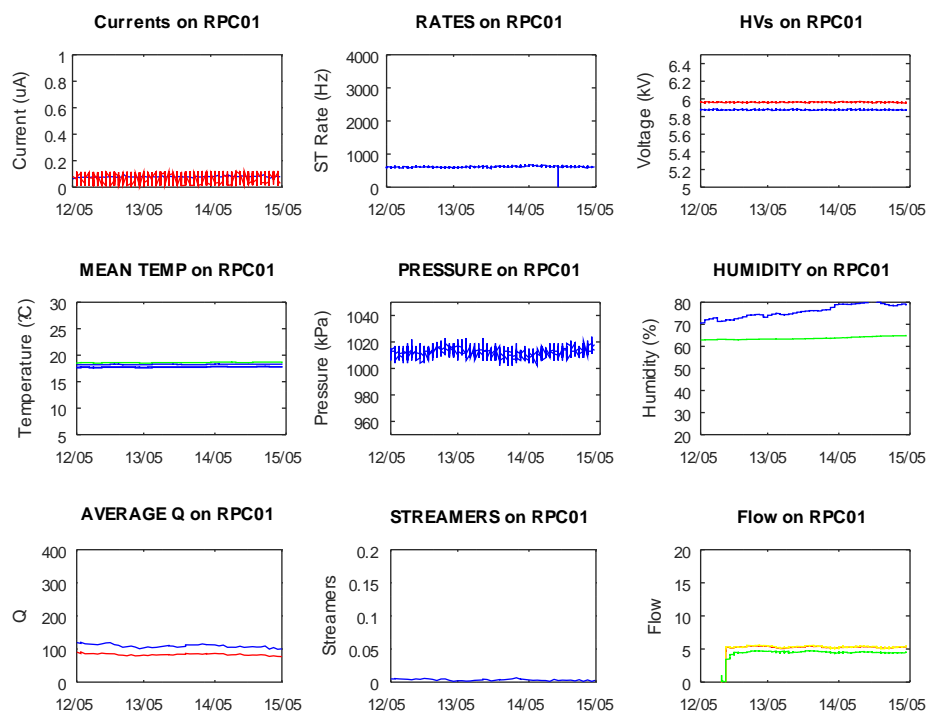 Currents on RPC01
Current (uA)
1
0.8
0.6
0.4
0.2
0
12/05 13/05 14/05 15/05
RATES on RPC01
ST Rate (Hz)
4000
3000
2000
1000
0
12/05 13/05 14/05 15/05
HVs on RPC01
Voltage (kV)
6.4
6.2
6
5.8
5.6
5.4
5.2
5
12/05 13/05 14/05 15/05
MEAN TEMP on RPC01
Temperature (?C)
30
25
20
15
10
5
12/05 13/05 14/05 15/05
PRESSURE on RPC01
Pressure (kPa)
1040
1020
1000
980
960
12/05 13/05 14/05 15/05
HUMIDITY on RPC01
Humidity (%)
80
70
60
50
40
30
20
12/05 13/05 14/05 15/05
AVERAGE Q on RPC01
Q
400
300
200
100
0
12/05 13/05 14/05 15/05
STREAMERS on RPC01
Streamers
0.2
0.15
0.1
0.05
0
12/05 13/05 14/05 15/05
Flow on RPC01
Flow
20
15
10
5
0
12/05 13/05 14/05 15/05